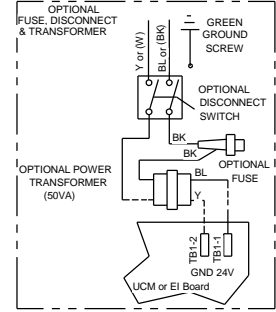 OPTIONAL
FUSE, DISCONNECT
& TRANSFORMER
Y or (W)
BL or (BK)
GREEN
GROUND
SCREW
OPTIONAL
DISCONNECT
SWITCH
BK
BK
OPTIONAL
FUSE
OPTIONAL POWER
TRANSFORMER
(50VA)
BL
Y
TB1-2
TB1-1
GND 24V
UCM or EI Board